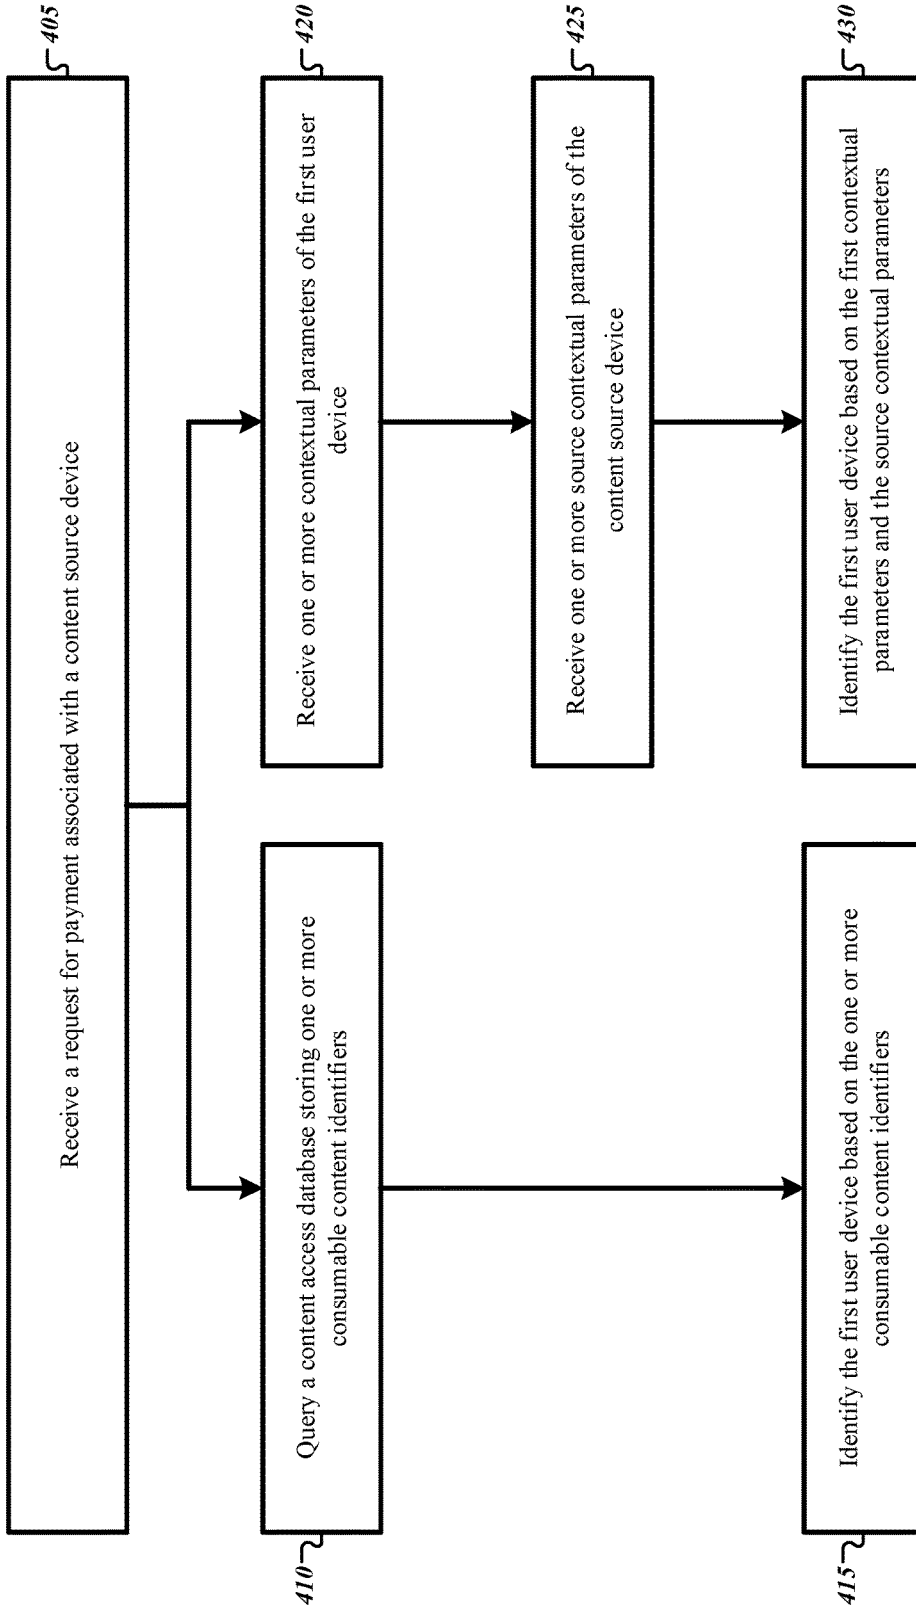 405
Receive a request for payment associated with a content source device
410
Query a content access database storing one or more
consumable content identifiers
420
Receive one or more contextual parameters of the first user
device
425
Receive one or more source contextual parameters of the
content source device
415
Identify the first user device based on the one or more
consumable content identifiers
430
Identify the first user device based on the first contextual
parameters and the source contextual parameters